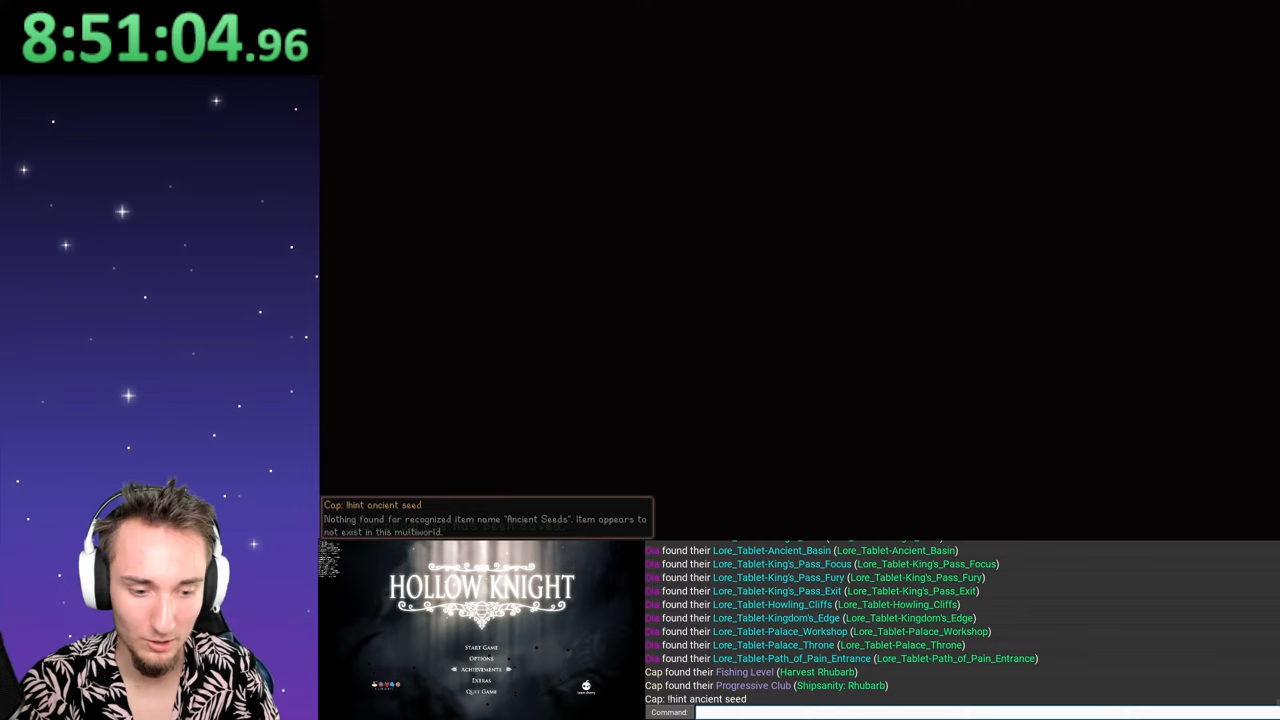 8:51:04.96
Cap: !hint ancient seed
Nothing found for recognized item name "Ancient Seeds". Item appears to
not exist in this multiworld.
HOLLOW KNIGHT
START GAME
OPTIONS
ACHIEVEMENTS
EXTRAS
QUIT GAME
Dia found their Lore_Tablet-Ancient_Basin (Lore_Tablet-Ancient_Basin)
Dia found their Lore_Tablet-King's_Pass_Focus (Lore_Tablet-King's_Pass_Focus)
Dia found their Lore_Tablet-King's_Pass_Fury (Lore_Tablet-King's_Pass_Fury)
Dia found their Lore_Tablet-King's_Pass_Exit (Lore_Tablet-King's_Pass_Exit)
Dia found their Lore_Tablet-Howling_Cliffs (Lore_Tablet-Howling_Cliffs)
Dia found their Lore_Tablet-Kingdom's_Edge (Lore_Tablet-Kingdom's_Edge)
Dia found their Lore_Tablet-Palace_Workshop (Lore_Tablet-Palace_Workshop)
Dia found their Lore_Tablet-Palace_Throne (Lore_Tablet-Palace_Throne)
Dia found their Lore_Tablet-Path_of_Pain_Entrance (Lore_Tablet-Path_of_Pain_Entrance)
Cap found their Fishing Level (Harvest Rhubarb)
Cap found their Progressive Club (Shipsanity: Rhubarb)
Cap: !hint ancient seed
Command: